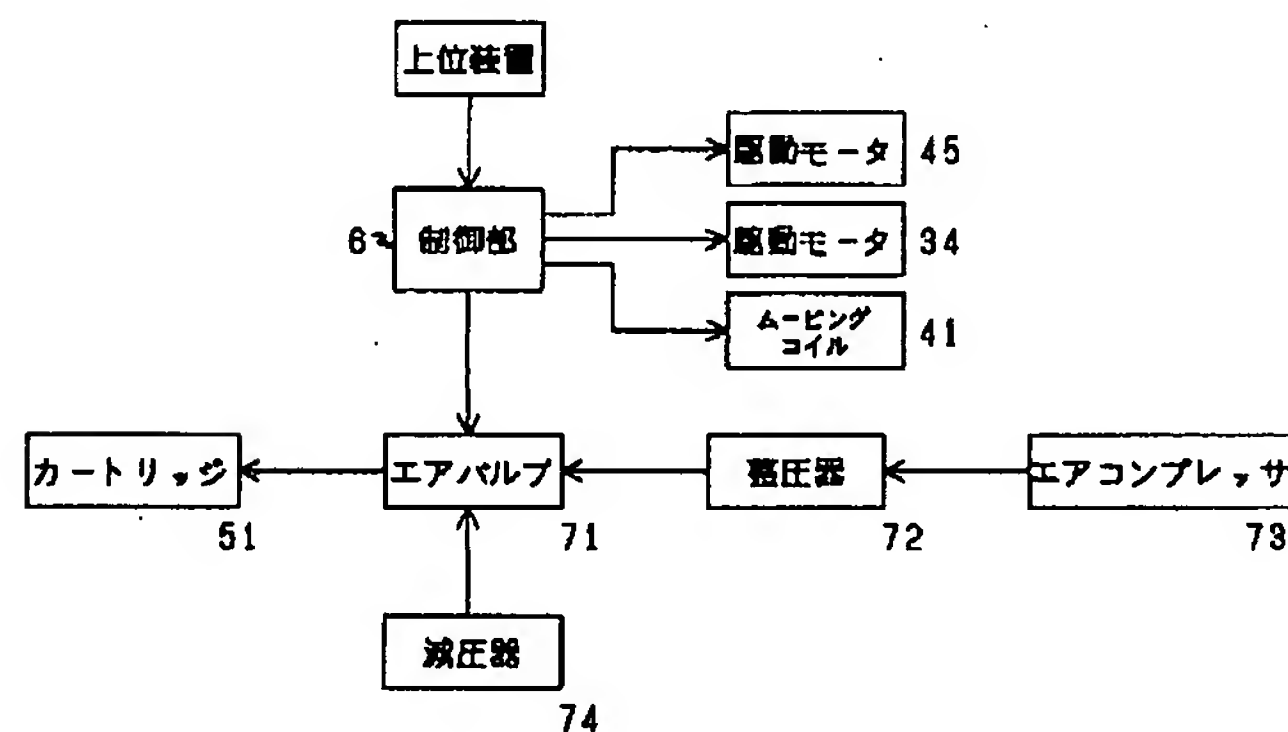 上位装置
駆動モータ 45
6 制御部
駆動モータ 34
ムービング
コイル
41
カートリッジ
エアバルブ
整圧器
エアコンプレッサ
51
71
72
73
減圧器
74